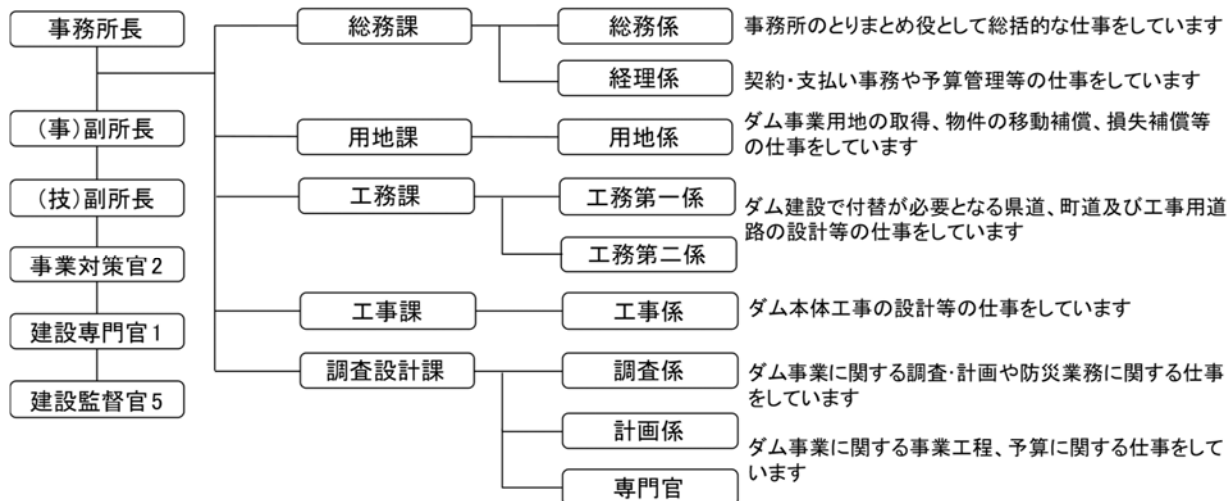 事務所長
(事)副所長
(技)副所長
事業対策官2
建設専門官1
建設監督官5
総務課
総務係
事務所のとりまとめ役として総括的な仕事をしています
経理係
契約・支払い事務や予算管理等の仕事をしています
用地課
用地係
ダム事業用地の取得、物件の移動補償、損失補償等
の仕事をしています
工務課
工務第一係
工務第二係
ダム建設で付替が必要となる県道、町道及び工事用道
路の設計等の仕事をしています
工事課
工事係
ダム本体工事の設計等の仕事をしています
調査設計課
調査係
ダム事業に関する調査・計画や防災業務に関する仕事
をしています
計画係
専門官
ダム事業に関する事業工程、予算に関する仕事をして
います